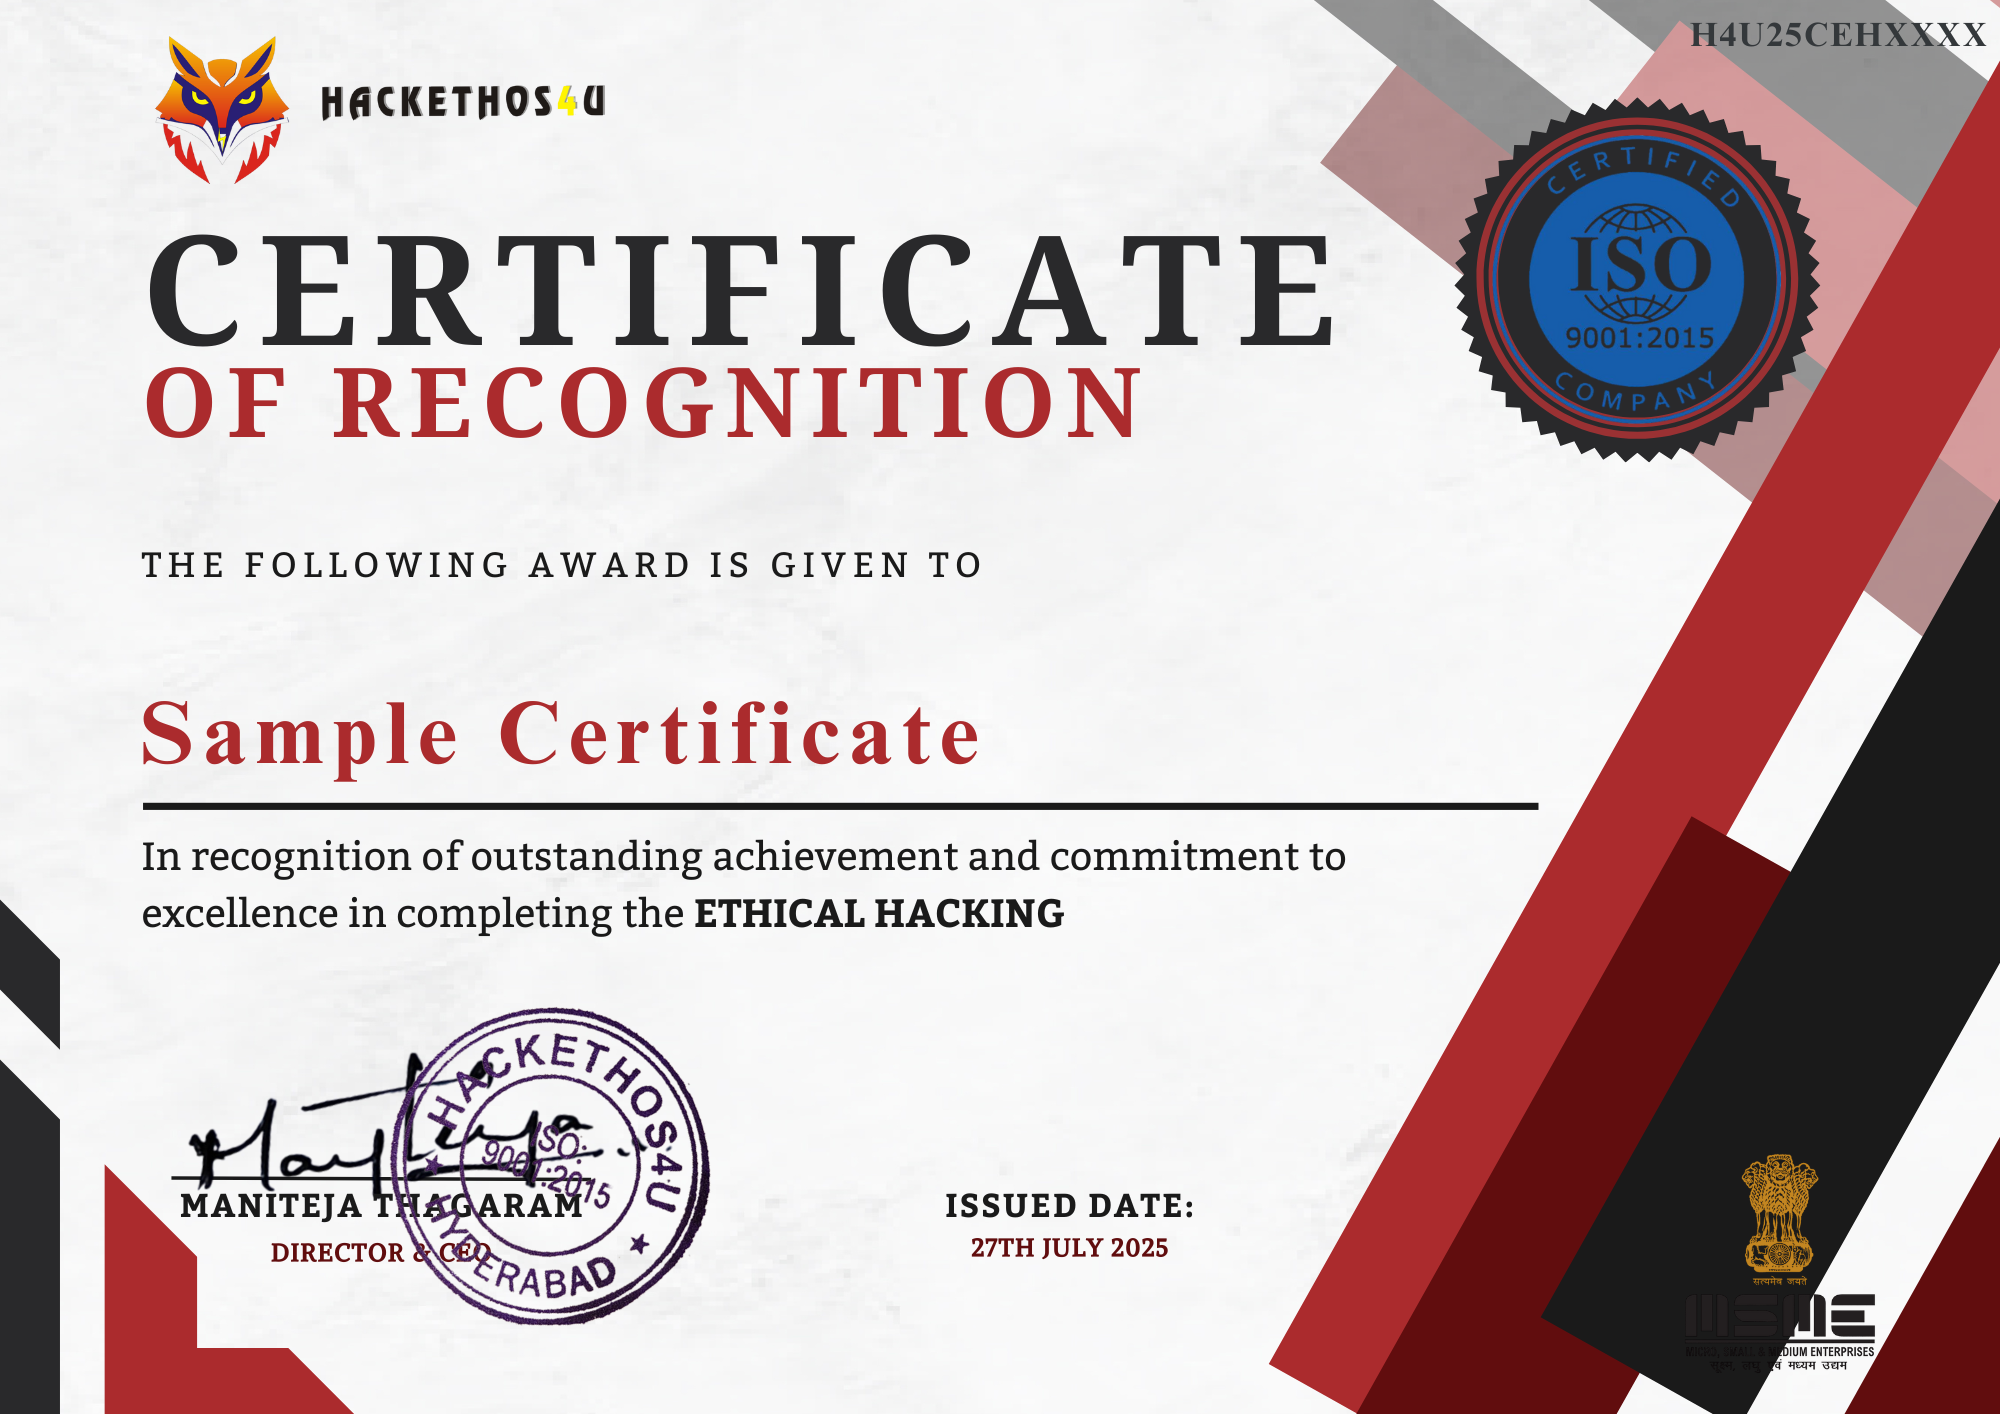 H4U25CEHXXXX
HACKETHOS4U
CERTIFIED
ISO
9001:2015
COMPANY
CERTIFICATE
OF RECOGNITION
THE FOLLOWING AWARD IS GIVEN TO
Sample Certificate
In recognition of outstanding achievement and commitment to
excellence in completing the ETHICAL HACKING
HACKETHOS4U
ISO:
9001:2015
HYDERABAD
MANITEJA THAGARAM
DIRECTOR & CEO
ISSUED DATE:
27TH JULY 2025
सत्यमेव जयते
MSME
MICRO, SMALL & MEDIUM ENTERPRISES
सूक्ष्म, लघु एवं मध्यम उद्यम